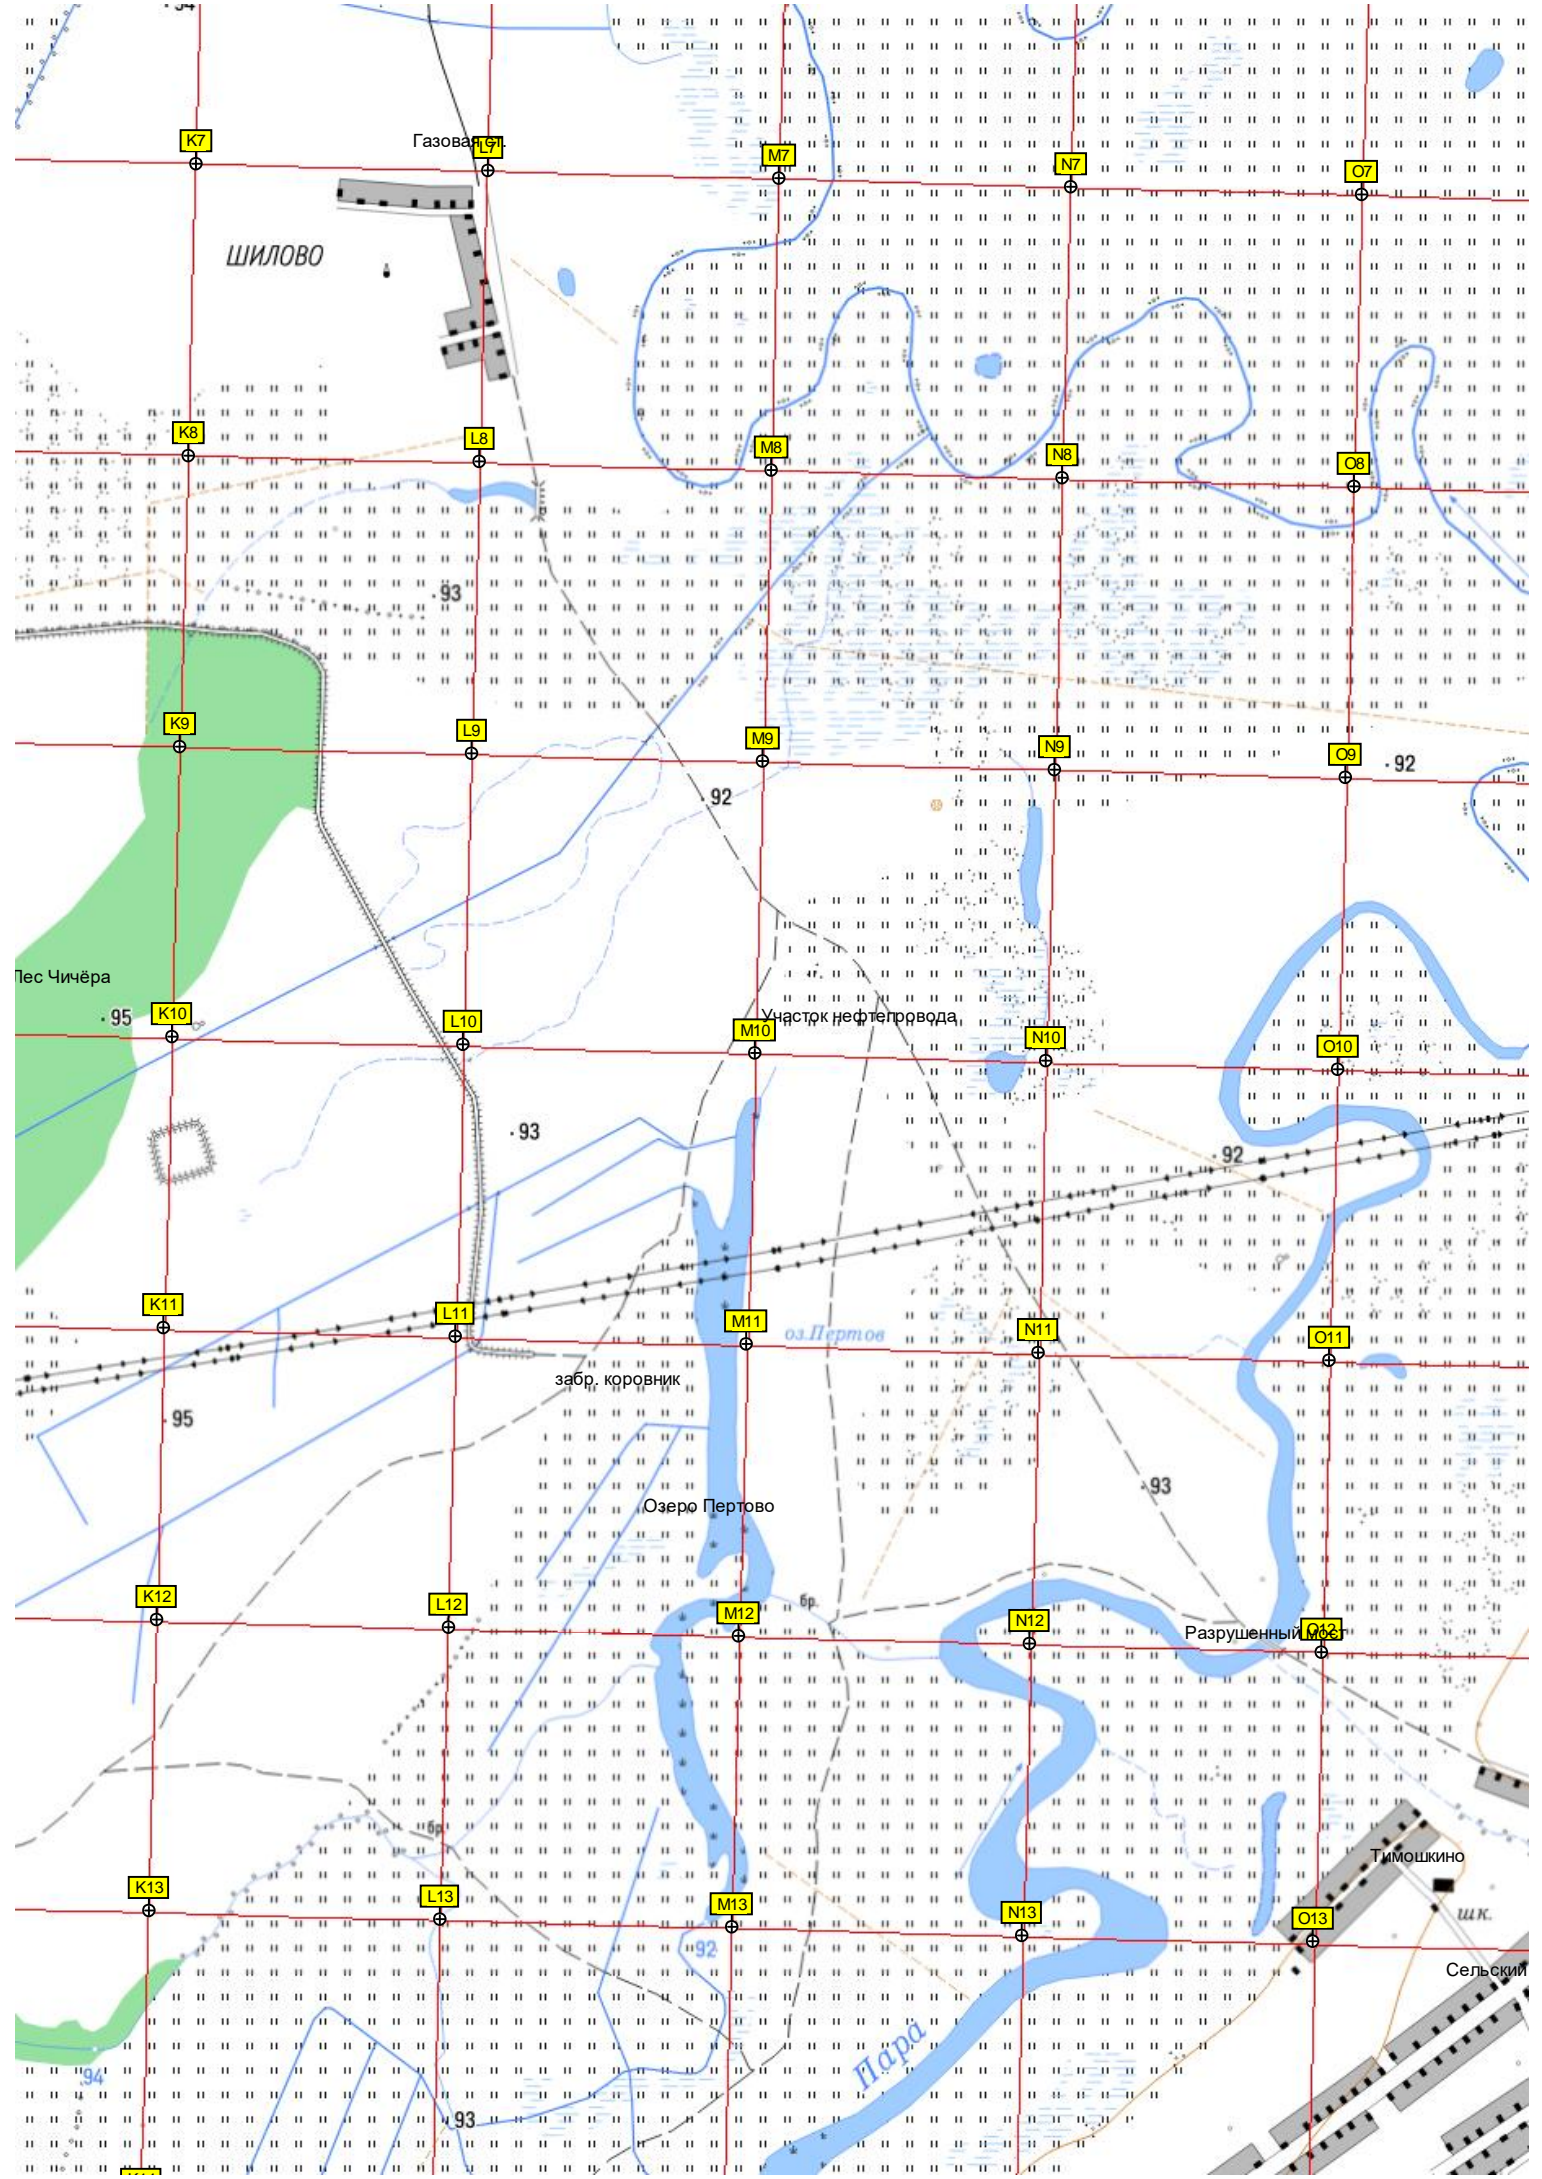 94
K7
Газовая ст.
L7
M7
N7
O7
ШИЛОВО
K8
L8
M8
N8
O8
93
K9
L9
M9
N9
O9
92
92
Лес Чичёра
95
K10
L10
M10
Участок нефтепровода
N10
O10
93
92
K11
L11
M11
оз.Пертов
N11
O11
забр. коровник
95
93
Озеро Пертово
K12
L12
M12
бр.
N12
Разрушенный мост
O12
бр.
Тимошкино
K13
L13
M13
N13
O13
шк.
92
Сельский
Пара
94
93
K14